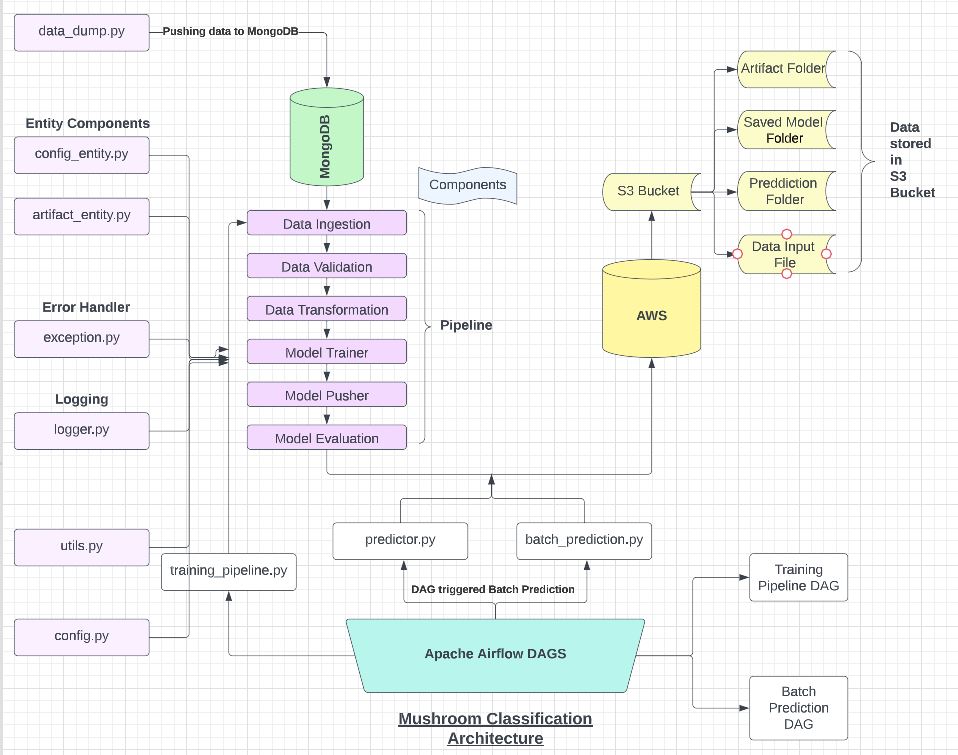 data_dump.py
Pushing data to MongoDB
MongoDB
Entity Components
config_entity.py
artifact_entity.py
Error Handler
exception.py
Logging
logger.py
utils.py
config.py
training_pipeline.py
Components
Data Ingestion
Data Validation
Data Transformation
Model Trainer
Model Pusher
Model Evaluation
Pipeline
S3 Bucket
Artifact Folder
Saved Model
Folder
Preddiction
Folder
Data Input
File
Data
stored
in
S3
Bucket
AWS
predictor.py
batch_prediction.py
DAG triggered Batch Prediction
Apache Airflow DAGS
Training
Pipeline DAG
Batch
Prediction
DAG
Mushroom Classification
Architecture